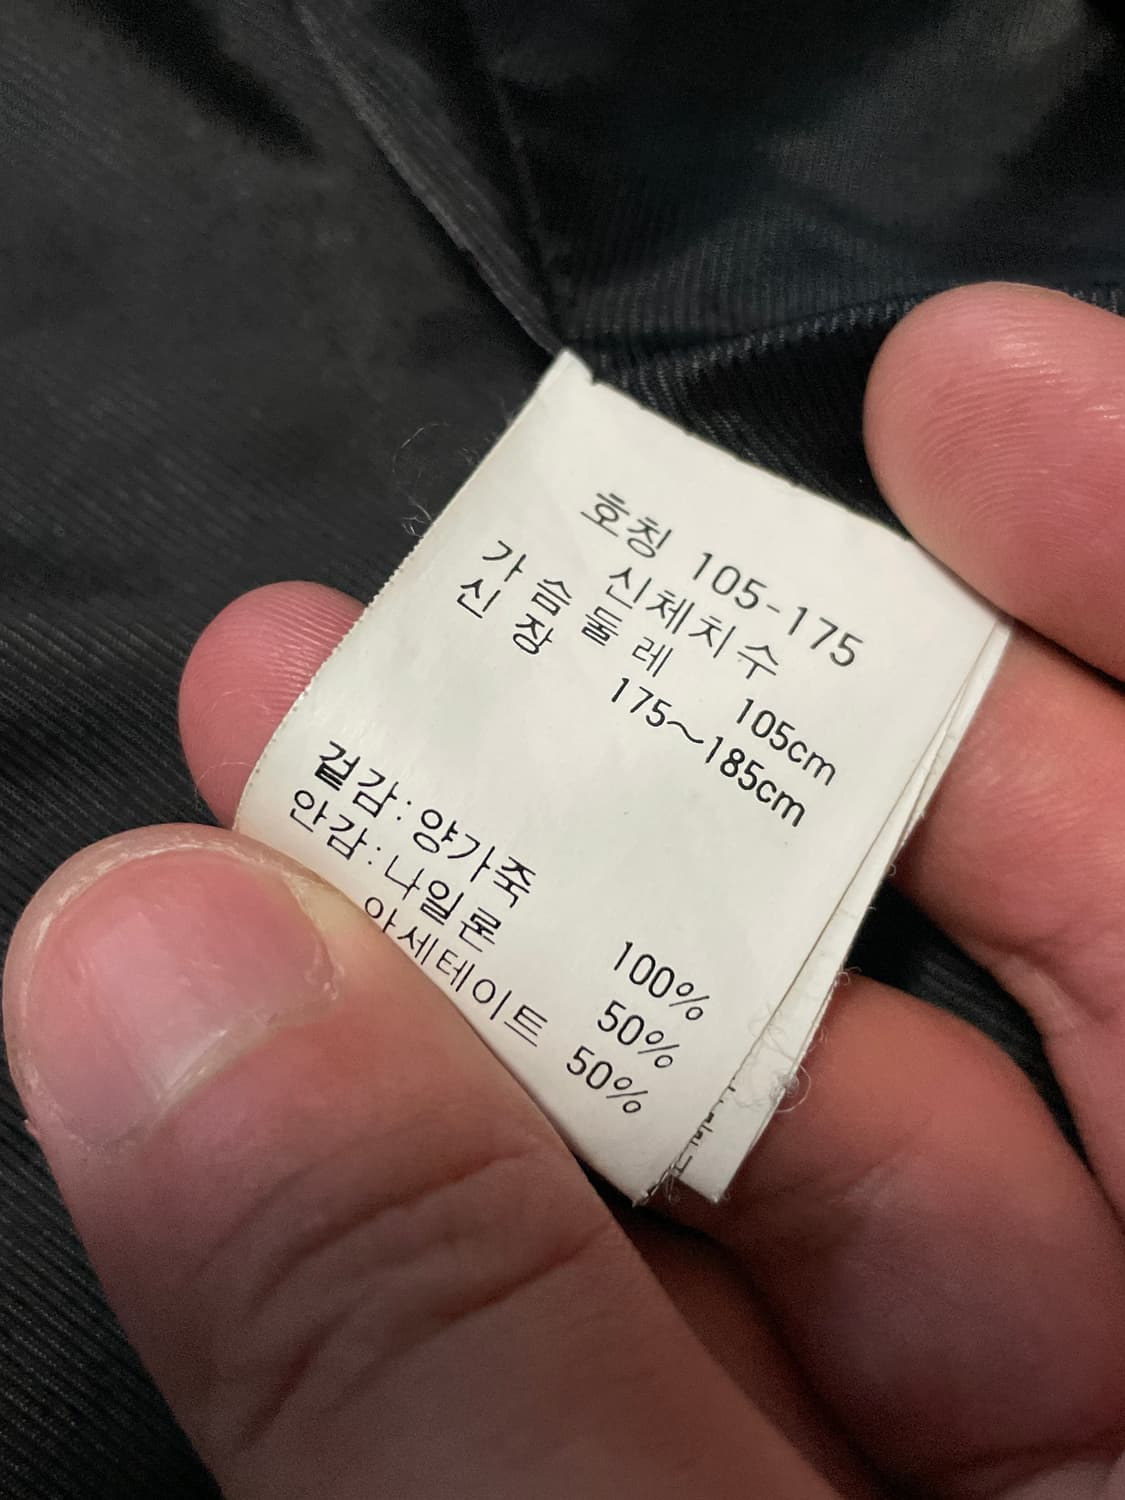 호칭 105-175
신체치수
가슴둘레 105cm
신장 175~185cm
겉감:양가죽 100%
안감:나일론 50%
아세테이트 50%